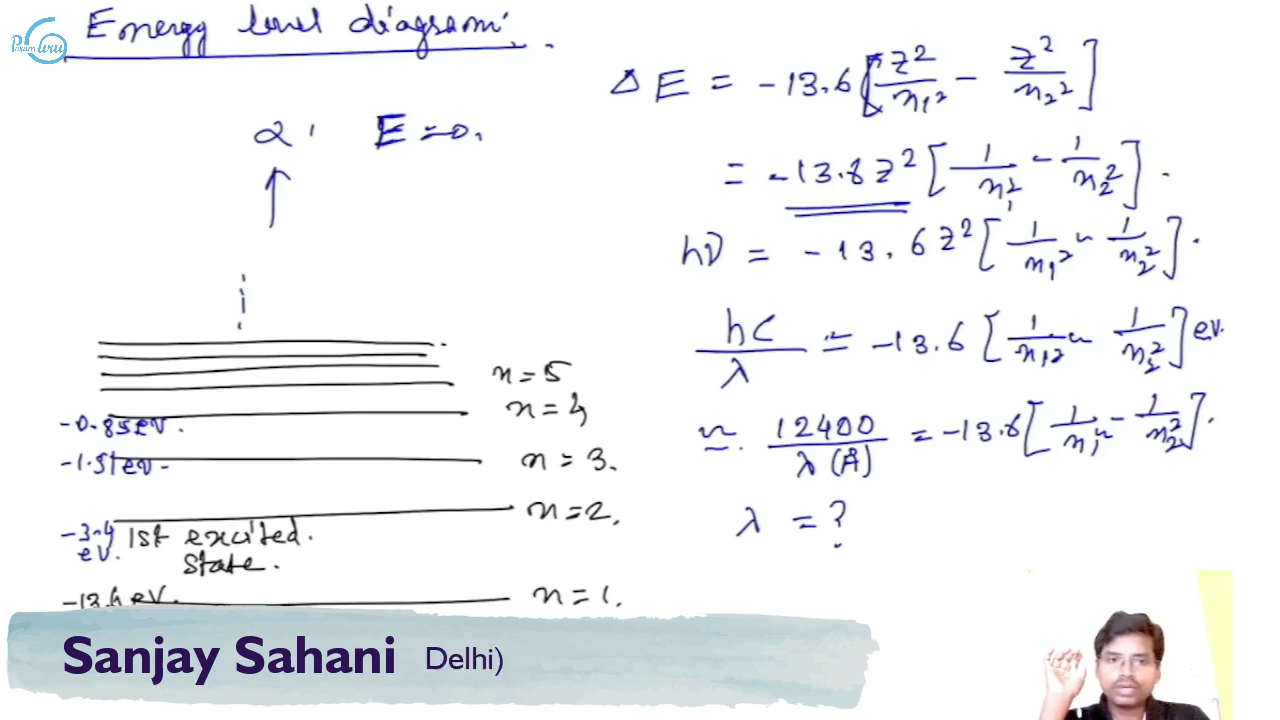 Pexam
GURU
Energy level diagram:
α. E = 0.
n = 5
n = 4
-0.85 eV.
-1.51 ev.
n = 3.
n = 2.
-3.4 ev.
1st excited. state.
-13.6 eV.
n = 1.
Δ E = -13.6 [ z²/n₁² - z²/n₂² ]
= -13.8 z² [ 1/n₁² - 1/n₂² ].
hν = -13.6 z² [ 1/n₁² - 1/n₂² ].
hc/λ = -13.6 [ 1/n₁² - 1/n₂² ] ev.
≈. 12400/λ (Å) = -13.6 [ 1/n₁² - 1/n₂² ].
λ = ?
Sanjay Sahani Delhi)